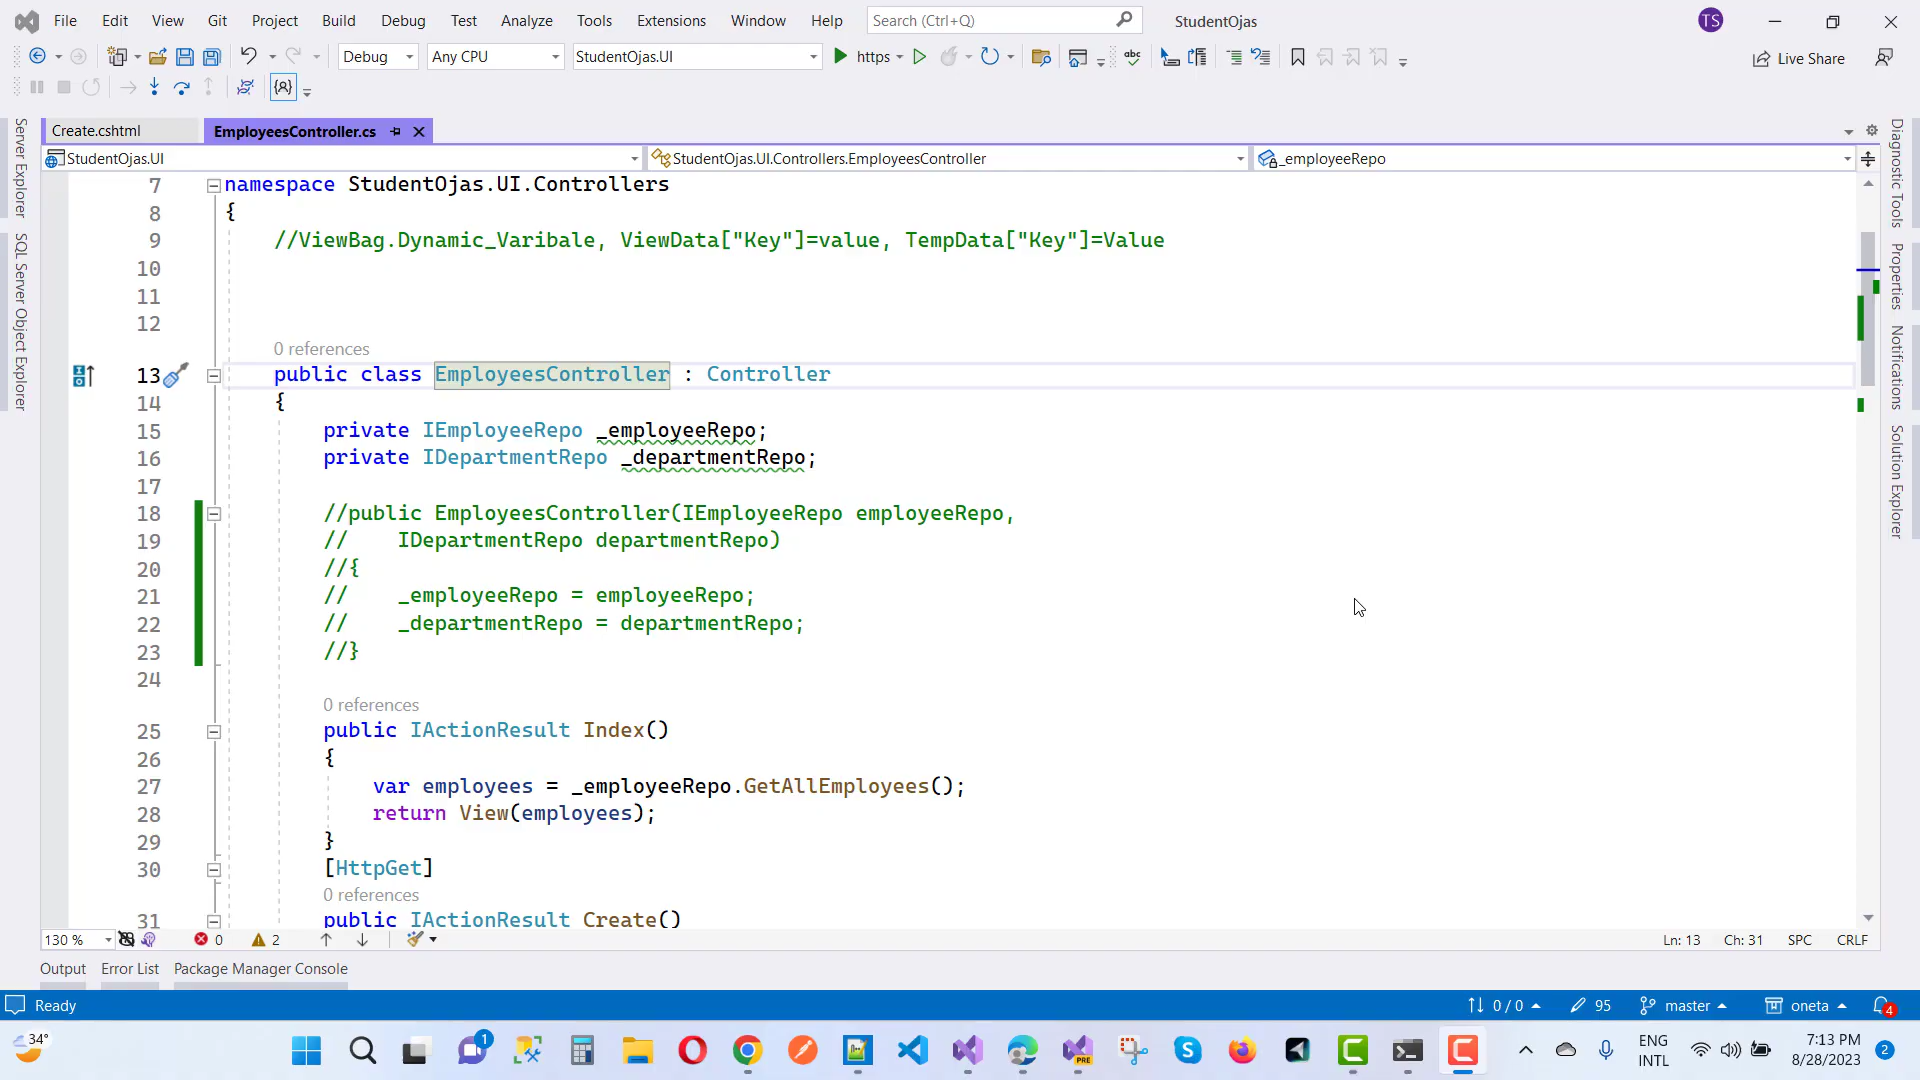 File Edit View Git Project Build Debug Test Analyze Tools Extensions Window Help Search (Ctrl+Q) StudentOjas TS
Debug Any CPU StudentOjas.UI https abc Live Share
Create.cshtml EmployeesController.cs
StudentOjas.UI StudentOjas.UI.Controllers.EmployeesController _employeeRepo
Server Explorer
SQL Server Object Explorer
Diagnostic Tools
Properties
Notifications
Solution Explorer
7 namespace StudentOjas.UI.Controllers
8 {
9 //ViewBag.Dynamic_Varibale, ViewData["Key"]=value, TempData["Key"]=Value
10
11
12
0 references
13 public class EmployeesController : Controller
14 {
15 private IEmployeeRepo _employeeRepo;
16 private IDepartmentRepo _departmentRepo;
17
18 //public EmployeesController(IEmployeeRepo employeeRepo,
19 // IDepartmentRepo departmentRepo)
20 //{
21 // _employeeRepo = employeeRepo;
22 // _departmentRepo = departmentRepo;
23 //}
24
0 references
25 public IActionResult Index()
26 {
27 var employees = _employeeRepo.GetAllEmployees();
28 return View(employees);
29 }
30 [HttpGet]
0 references
31 public IActionResult Create()
130 % 0 2 Ln: 13 Ch: 31 SPC CRLF
Output Error List Package Manager Console
Ready 0 / 0 95 master oneta 4
34° 1 PRE ENG INTL 7:13 PM 8/28/2023 2